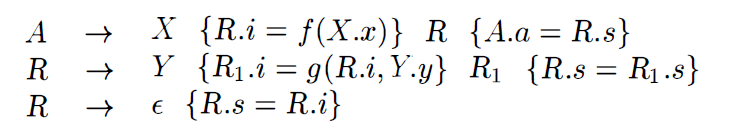 A → X {R.i = f(X.x)} R {A.a = R.s}
R → Y {R₁.i = g(R.i, Y.y} R₁ {R.s = R₁.s}
R → ϵ {R.s = R.i}